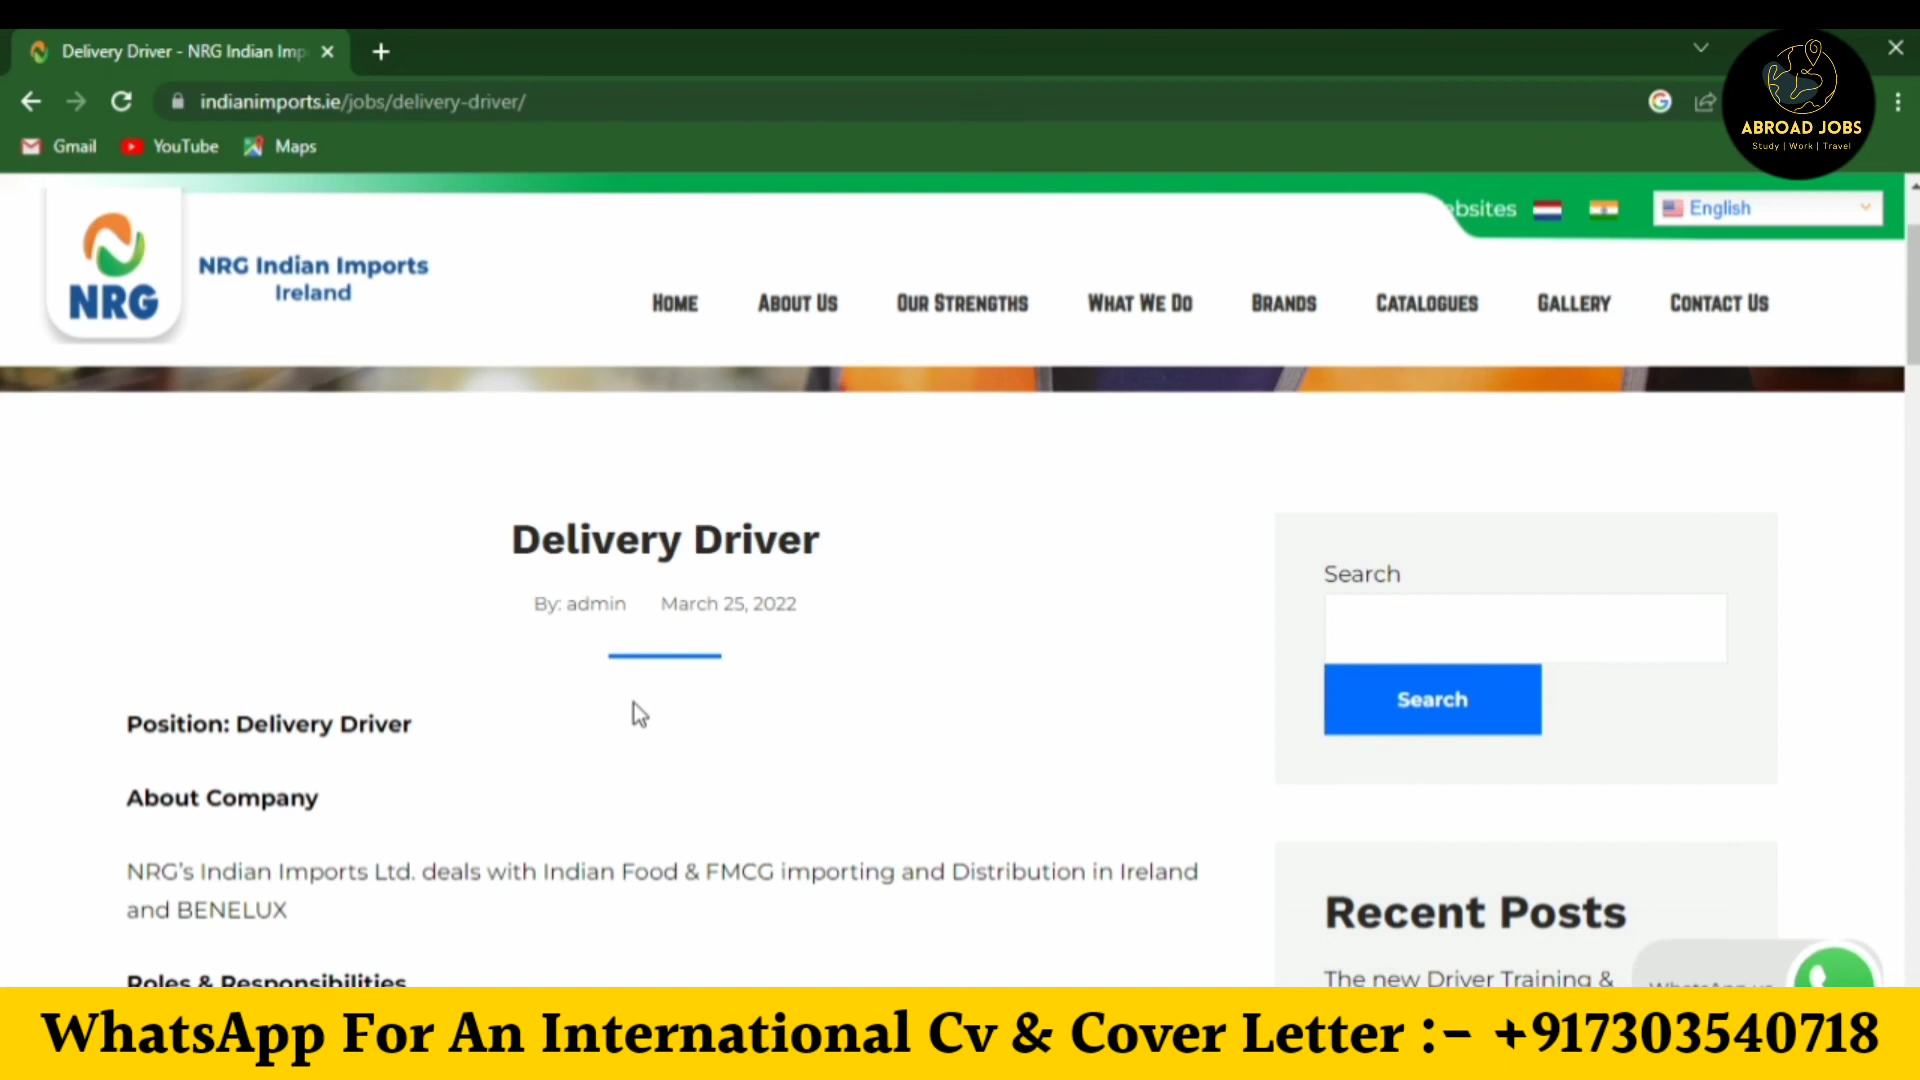 Delivery Driver - NRG Indian Imp
indianimports.ie/jobs/delivery-driver/
Gmail
YouTube
Maps
ABROAD JOBS
Study | Work | Travel
English
NRG
NRG Indian Imports
Ireland
HOME
ABOUT US
OUR STRENGTHS
WHAT WE DO
BRANDS
CATALOGUES
GALLERY
CONTACT US
Delivery Driver
By: admin
March 25, 2022
Position: Delivery Driver
About Company
NRG's Indian Imports Ltd. deals with Indian Food & FMCG importing and Distribution in Ireland
and BENELUX
Roles & Responsibilities
Search
Search
Recent Posts
The new Driver Training &
WhatsApp For An International Cv & Cover Letter :- +917303540718